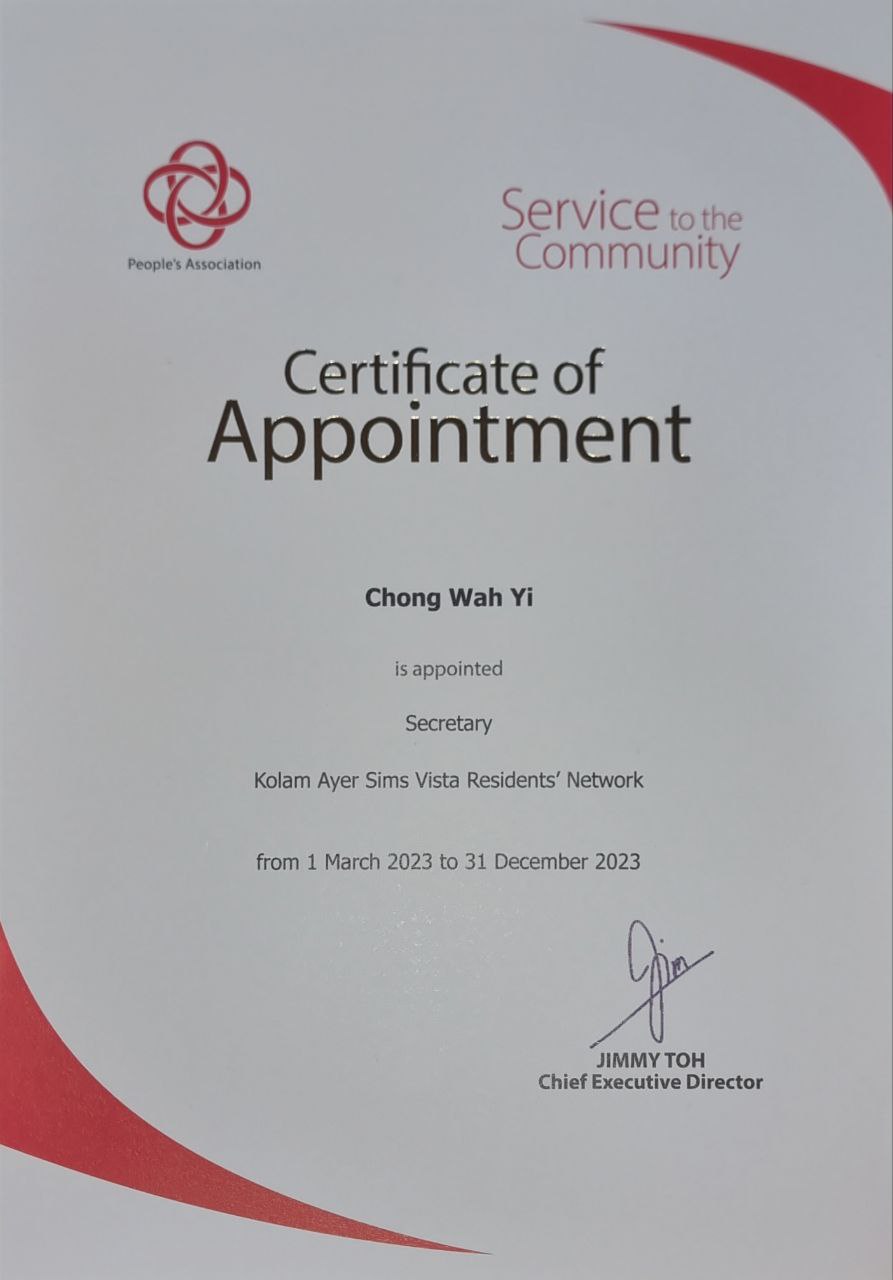 People's Association
Service to the
Community
Certificate of
Appointment
Chong Wah Yi
is appointed
Secretary
Kolam Ayer Sims Vista Residents' Network
from 1 March 2023 to 31 December 2023
Jim
JIMMY TOH
Chief Executive Director